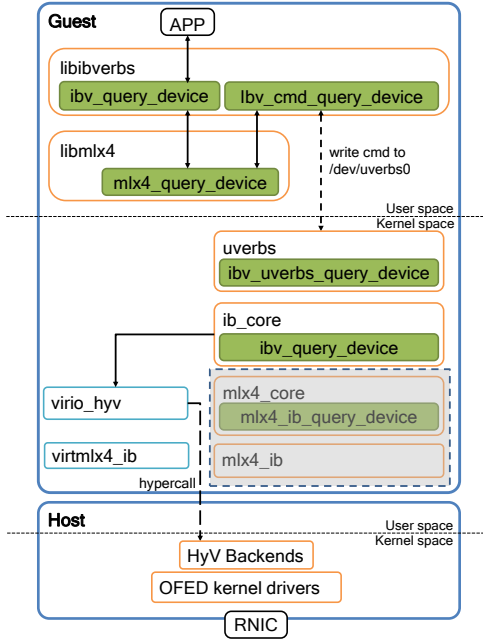 Guest
APP
libibverbs
ibv_query_device
Ibv_cmd_query_device
libmlx4
mlx4_query_device
write cmd to
/dev/uverbs0
User space
Kernel space
uverbs
ibv_uverbs_query_device
ib_core
ibv_query_device
virio_hyv
mlx4_core
mlx4_ib_query_device
virtmlx4_ib
mlx4_ib
hypercall
Host
User space
Kernel space
HyV Backends
OFED kernel drivers
RNIC